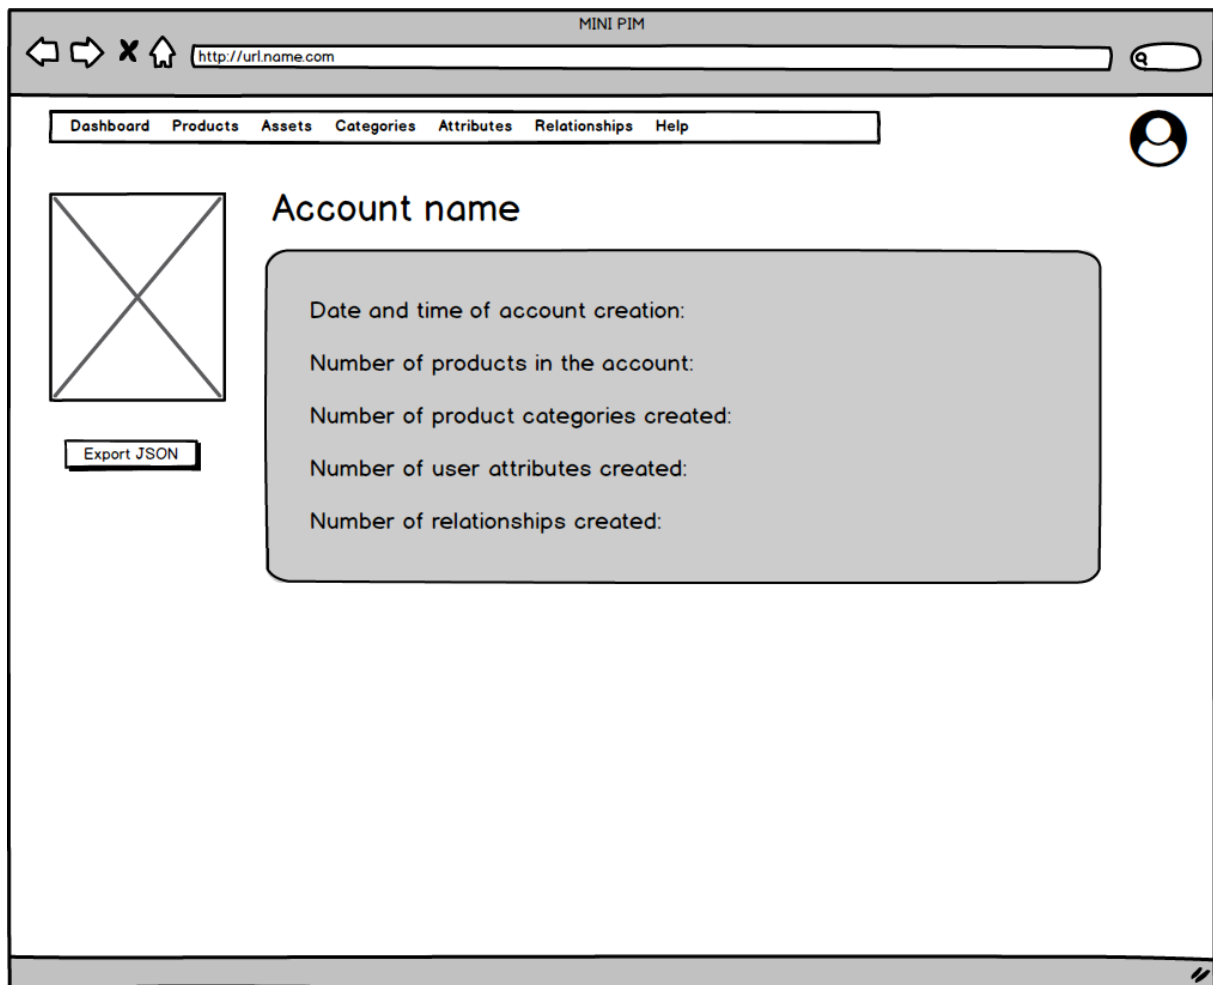 MINI PIM
http://url.name.com
Dashboard Products Assets Categories Attributes Relationships Help
Account name
Date and time of account creation:
Number of products in the account:
Number of product categories created:
Number of user attributes created:
Number of relationships created:
Export JSON